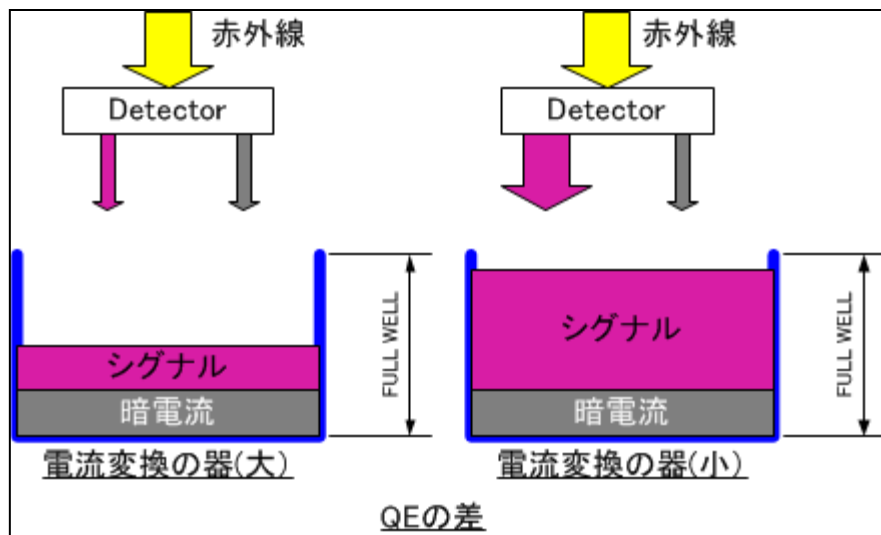 赤外線
Detector
シグナル
暗電流
FULL WELL
電流変換の器(大)
赤外線
Detector
シグナル
暗電流
FULL WELL
電流変換の器(小)
QEの差